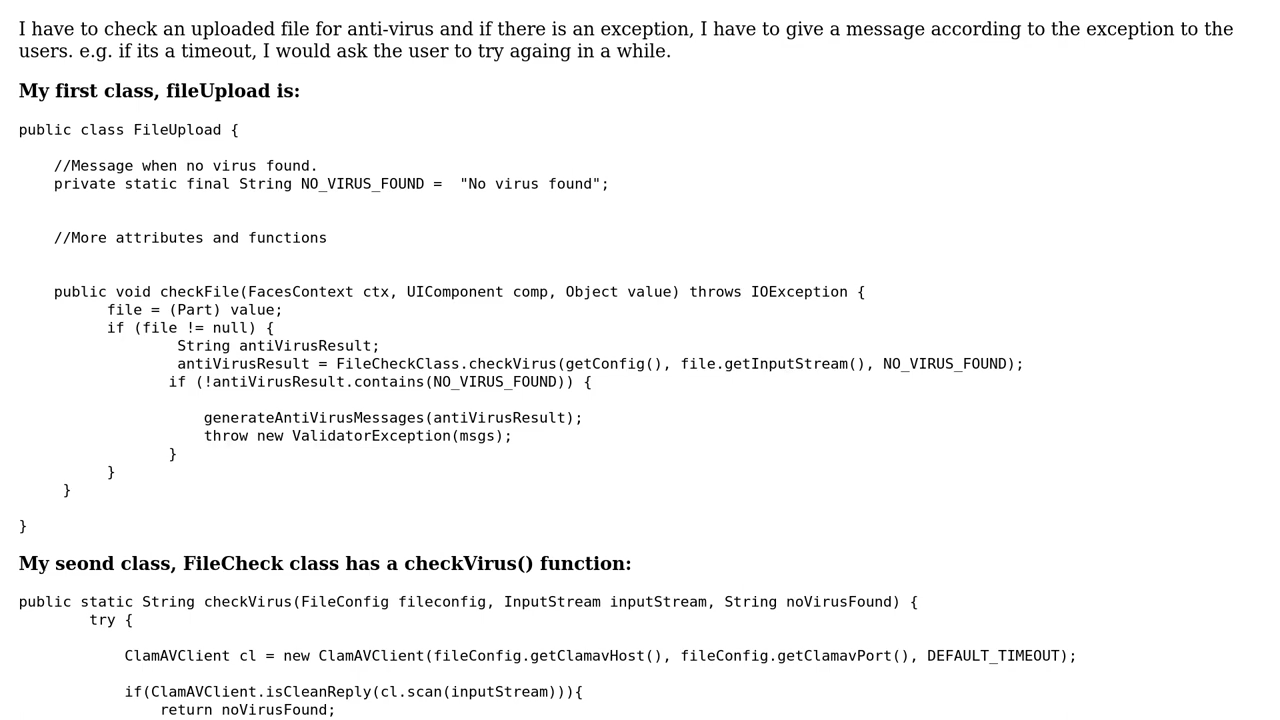 I have to check an uploaded file for anti-virus and if there is an exception, I have to give a message according to the exception to the
users. e.g. if its a timeout, I would ask the user to try againg in a while.
My first class, fileUpload is:
public class FileUpload {
//Message when no virus found.
private static final String NO_VIRUS_FOUND =  "No virus found";
//More attributes and functions
public void checkFile(FacesContext ctx, UIComponent comp, Object value) throws IOException {
file = (Part) value;
if (file != null) {
String antiVirusResult;
antiVirusResult = FileCheckClass.checkVirus(getConfig(), file.getInputStream(), NO_VIRUS_FOUND);
if (!antiVirusResult.contains(NO_VIRUS_FOUND)) {
generateAntiVirusMessages(antiVirusResult);
throw new ValidatorException(msgs);
}
}
}
}
My seond class, FileCheck class has a checkVirus() function:
public static String checkVirus(FileConfig fileconfig, InputStream inputStream, String noVirusFound) {
try {
ClamAVClient cl = new ClamAVClient(fileConfig.getClamavHost(), fileConfig.getClamavPort(), DEFAULT_TIMEOUT);
if(ClamAVClient.isCleanReply(cl.scan(inputStream))){
return noVirusFound;